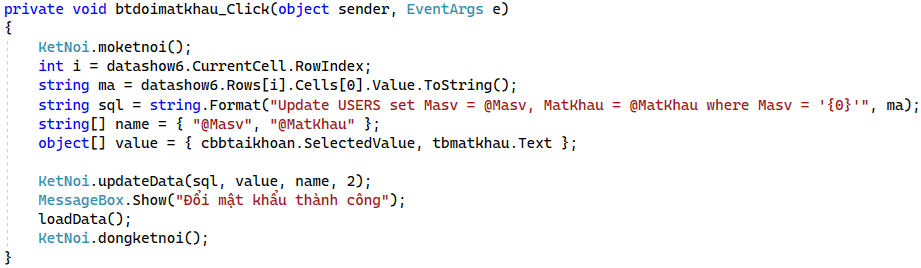 private void btdoimatkhau_Click(object sender, EventArgs e)
{
KetNoi.moketnoi();
int i = datashow6.CurrentCell.RowIndex;
string ma = datashow6.Rows[i].Cells[0].Value.ToString();
string sql = string.Format("Update USERS set Masv = @Masv, MatKhau = @MatKhau where Masv = '{0}'", ma);
string[] name = { "@Masv", "@MatKhau" };
object[] value = { cbbtaikhoan.SelectedValue, tbmatkhau.Text };
KetNoi.updateData(sql, value, name, 2);
MessageBox.Show("Đổi mật khẩu thành công");
loadData();
KetNoi.dongketnoi();
}